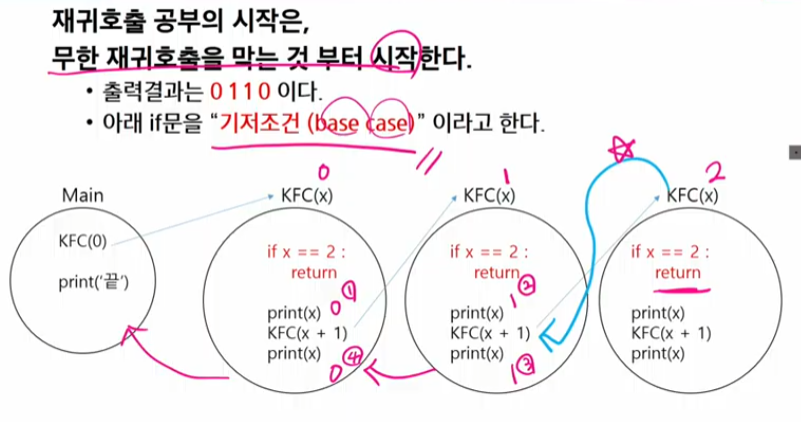 재귀호출 공부의 시작은,
무한 재귀호출을 막는 것 부터 시작한다.
• 출력결과는 0 1 1 0 이다.
• 아래 if문을 “기저조건 (base case)” 이라고 한다.
Main
KFC(0)
print('끝')
0
KFC(x)
if x == 2 :
return
print(x) 0 ①
KFC(x + 1)
print(x) 0 ④
1
KFC(x)
if x == 2 :
return
print(x) 1 ②
KFC(x + 1)
print(x) 1 ③
2
KFC(x)
if x == 2 :
return
print(x)
KFC(x + 1)
print(x)